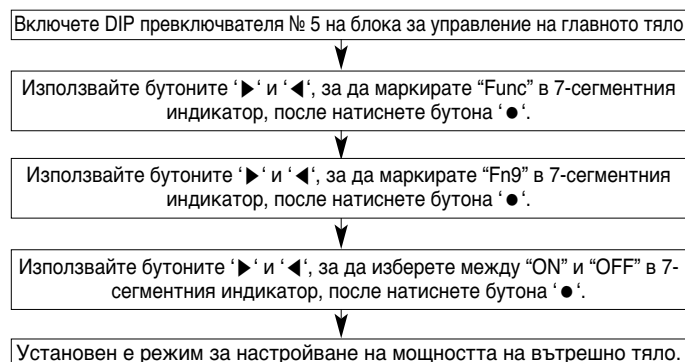 Включете DIP превключвателя № 5 на блока за управление на главното тяло
Използвайте бутоните ‘▶‘ и ‘◀‘, за да маркирате “Func” в 7-сегментния
индикатор, после натиснете бутона ‘●‘.
Използвайте бутоните ‘▶‘ и ‘◀‘, за да маркирате “Fn9” в 7-сегментния
индикатор, после натиснете бутона ‘●‘.
Използвайте бутоните ‘▶‘ и ‘◀‘, за да изберете между “ON” и “OFF” в 7-
сегментния индикатор, после натиснете бутона ‘●‘.
Установен е режим за настройване на мощността на вътрешно тяло.